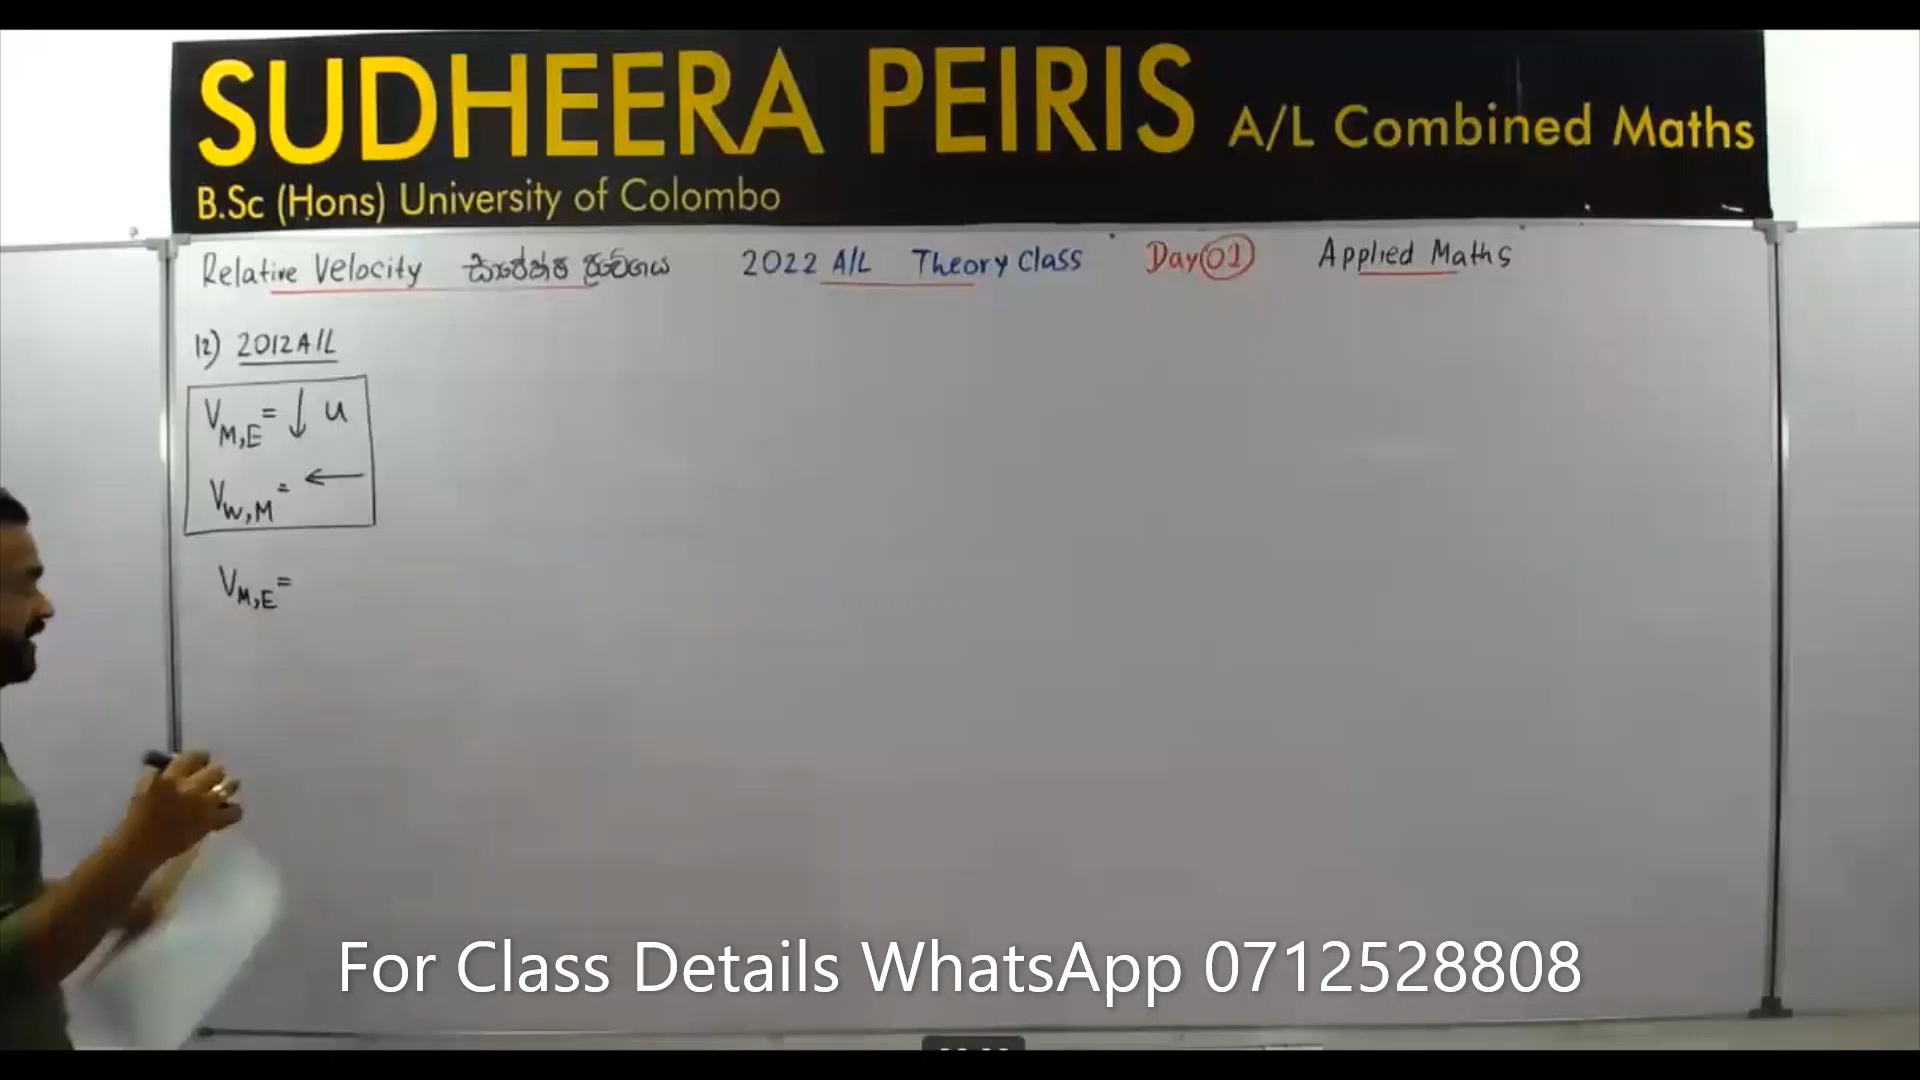 SUDHEERA PEIRIS A/L Combined Maths
B.Sc (Hons) University of Colombo
Relative Velocity සාපේක්ෂ ප්‍රවේගය 2022 A/L Theory Class Day 01 Applied Maths
12) 2012 A/L
V_M,E = ↓ u
V_W,M = ←
V_M,E =
For Class Details WhatsApp 0712528808